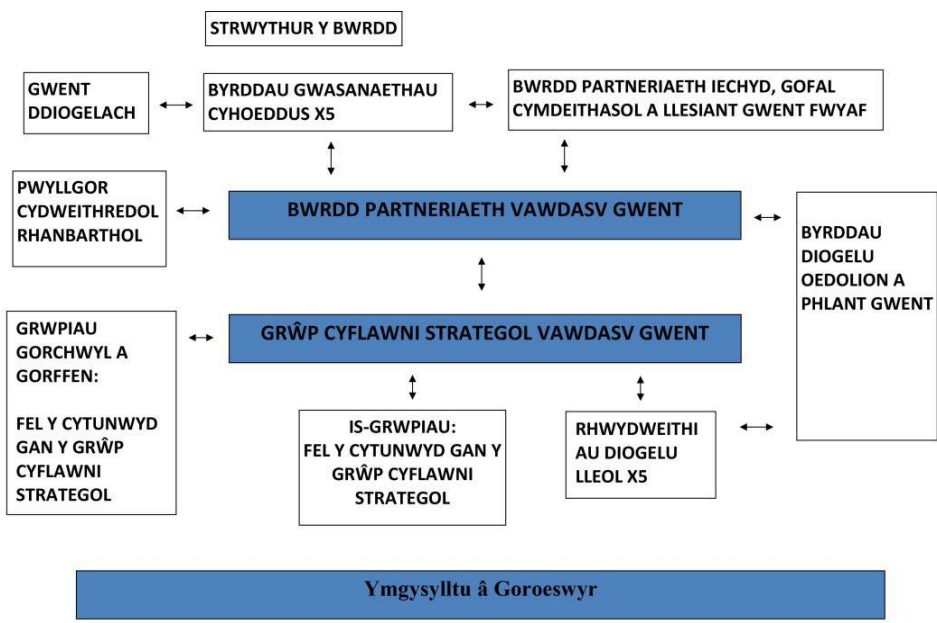 STRWYTHUR Y BWRDD
GWENT
DDIOGELACH
BYRDDAU GWASANAETHAU
CYHOEDDUS X5
BWRDD PARTNERIAETH IECHYD, GOFAL
CYMDEITHASOL A LLESIANT GWENT FWYAF
PWYLLGOR
CYDWEITHREDOL
RHANBARTHOL
BWRDD PARTNERIAETH VAWDASV GWENT
BYRDDAU
DIOGELU
OEDOLION A
PHLANT GWENT
GRWPIAU
GORCHWYL A
GORFFEN:
FEL Y CYTUNWYD
GAN Y GRŴP
CYFLAWNI
STRATEGOL
GRŴP CYFLAWNI STRATEGOL VAWDASV GWENT
IS-GRWPIAU:
FEL Y CYTUNWYD GAN Y
GRŴP CYFLAWNI
STRATEGOL
RHWYDWEITHI
AU DIOGELU
LLEOL X5
Ymgysylltu â Goroeswyr